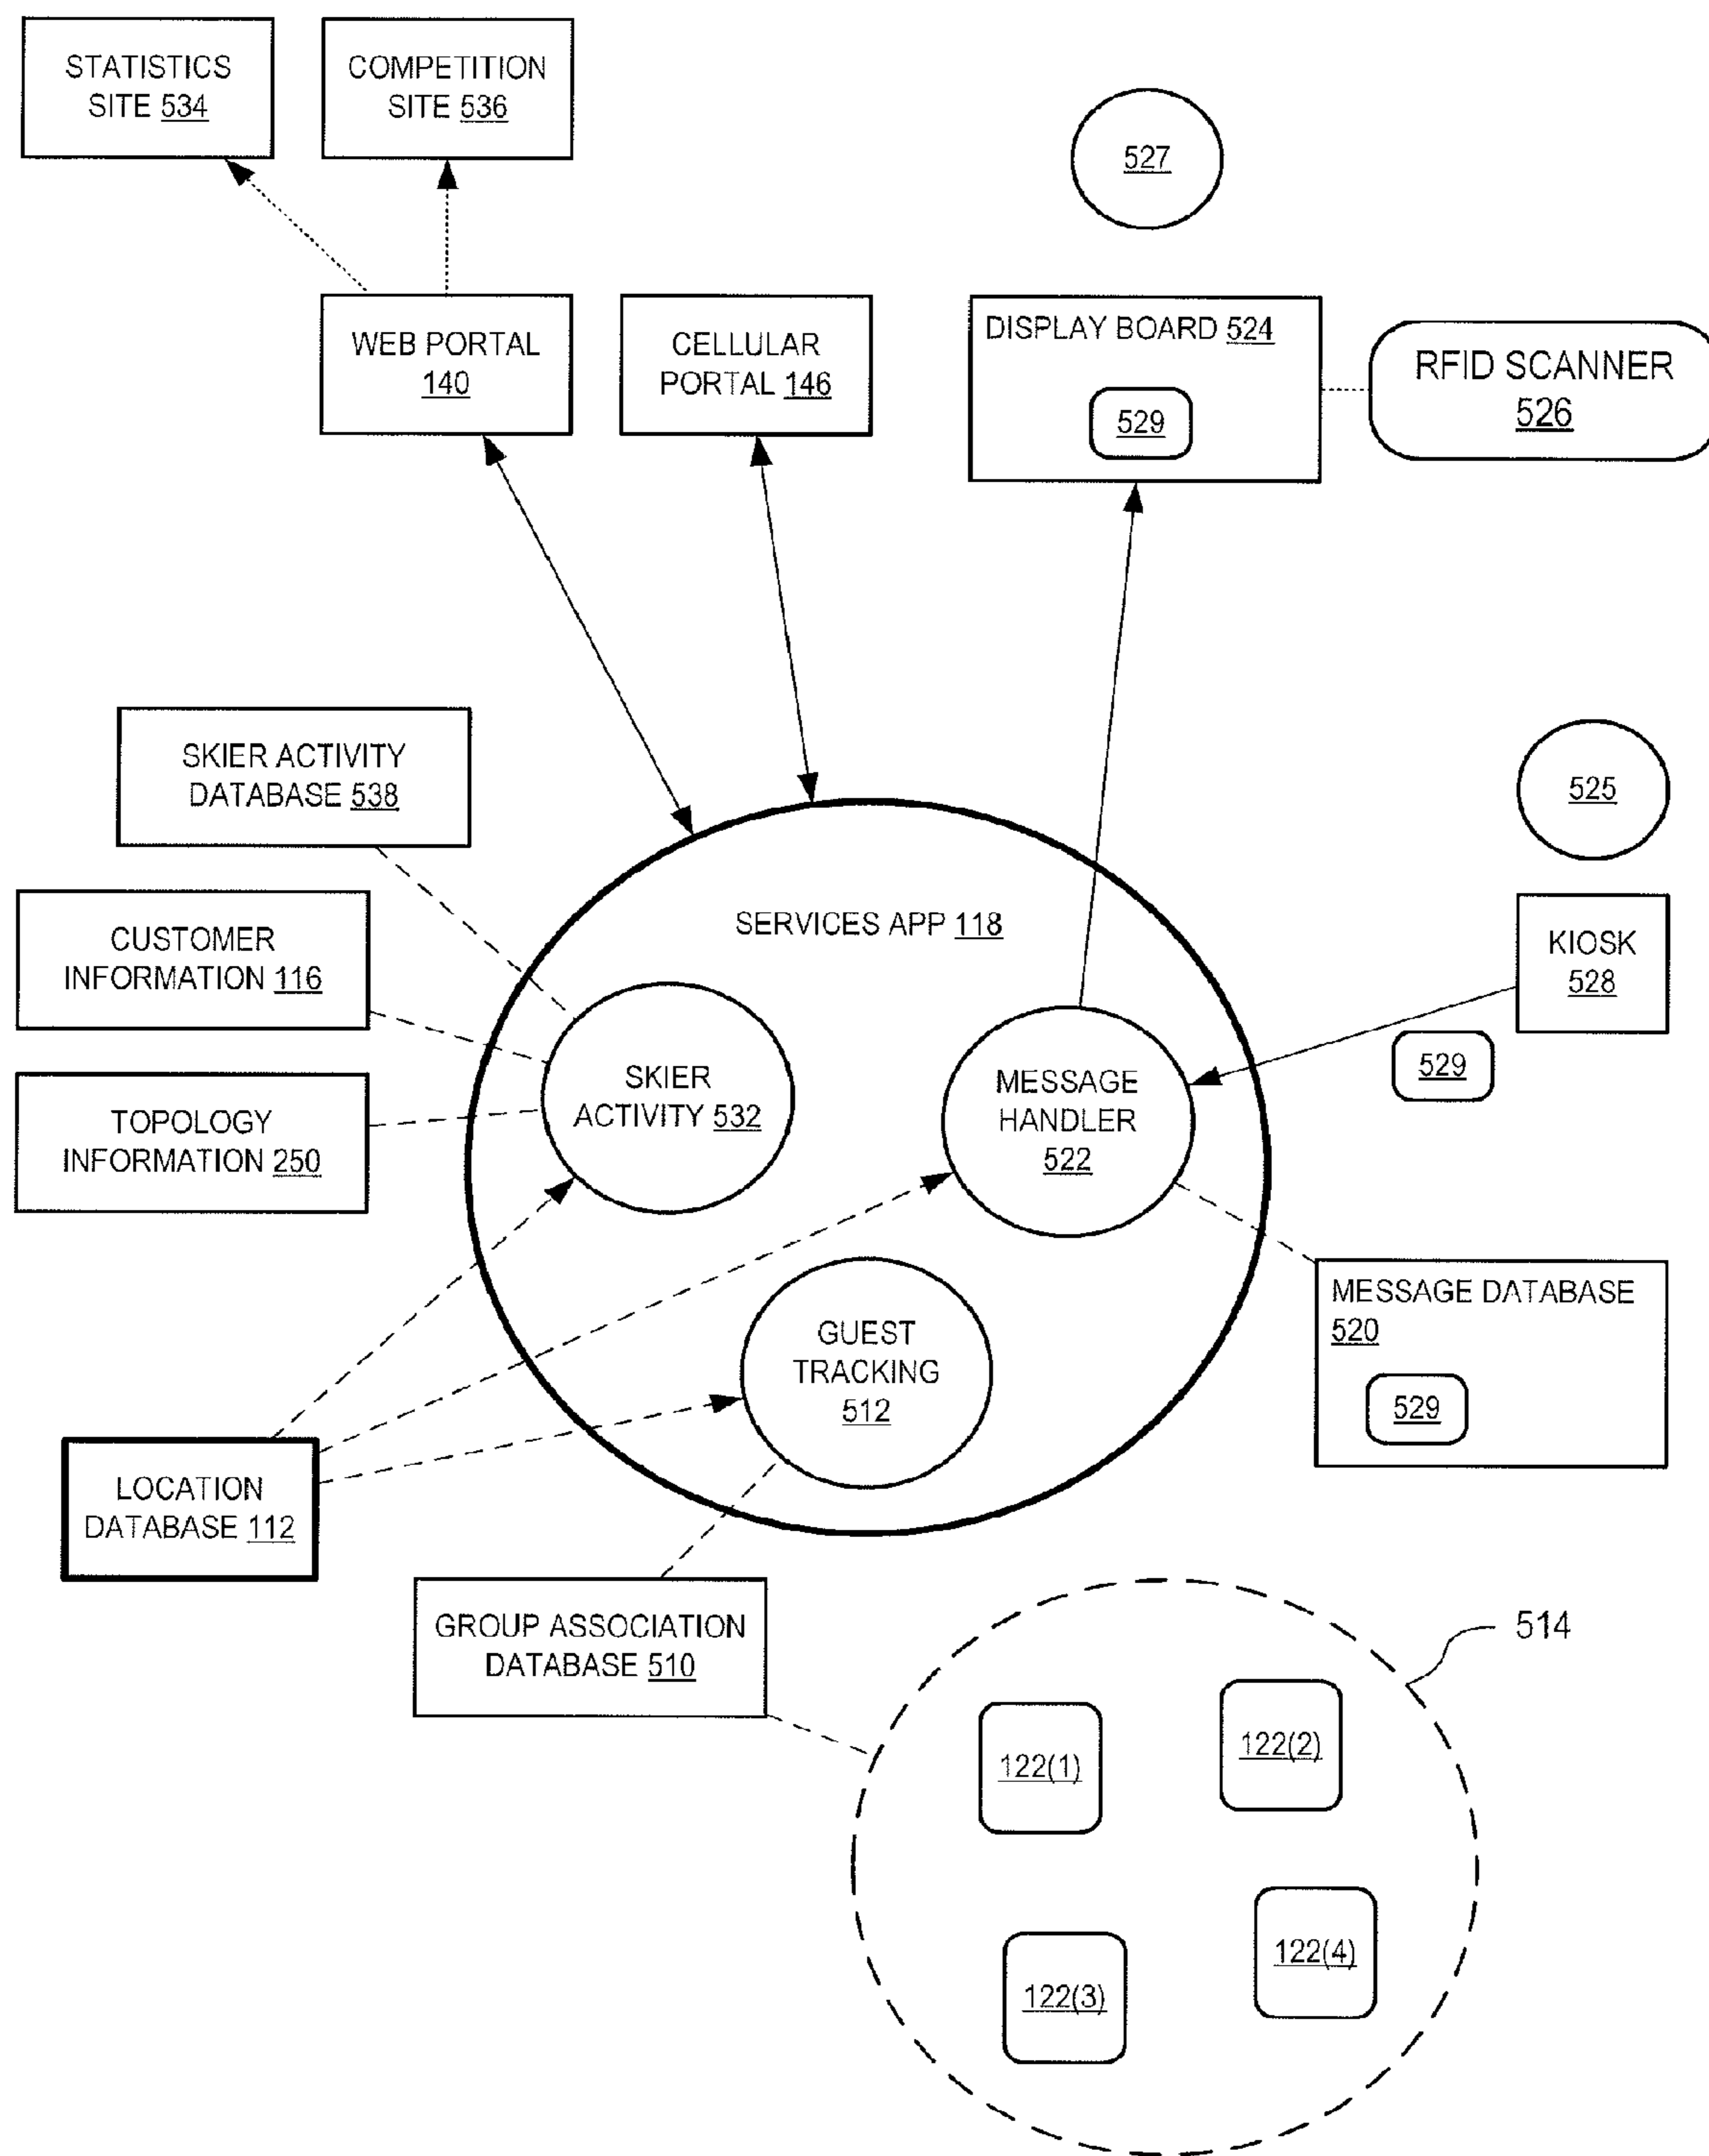 STATISTICS
SITE 534
COMPETITION
SITE 536
527
WEB PORTAL
140
CELLULAR
PORTAL 146
DISPLAY BOARD 524
529
RFID SCANNER
526
SKIER ACTIVITY
DATABASE 538
525
CUSTOMER
INFORMATION 116
SERVICES APP 118
KIOSK
528
529
TOPOLOGY
INFORMATION 250
SKIER
ACTIVITY 532
MESSAGE
HANDLER
522
MESSAGE DATABASE
520
529
GUEST
TRACKING
512
LOCATION
DATABASE 112
GROUP ASSOCIATION
DATABASE 510
514
122(1)
122(2)
122(3)
122(4)